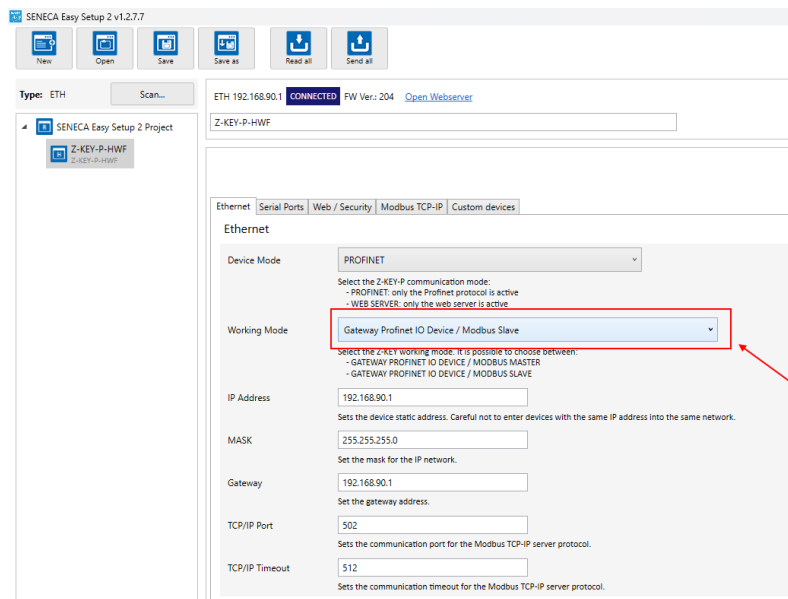 SENECA Easy Setup 2 v1.2.7.7
New Open Save Save as Read all Send all
Type: ETH Scan...
ETH 192.168.90.1 CONNECTED FW Ver.: 204 Open Webserver
Z-KEY-P-HWF
SENECA Easy Setup 2 Project
Z-KEY-P-HWF
Z-KEY-P-HWF
Ethernet Serial Ports Web / Security Modbus TCP-IP Custom devices
Ethernet
Device Mode PROFINET
Select the Z-KEY-P communication mode:
- PROFINET: only the Profinet protocol is active
- WEB SERVER: only the web server is active
Working Mode Gateway Profinet IO Device / Modbus Slave
Select the Z-KEY working mode. It is possible to choose between:
- GATEWAY PROFINET IO DEVICE / MODBUS MASTER
- GATEWAY PROFINET IO DEVICE / MODBUS SLAVE
IP Address 192.168.90.1
Sets the device static address. Careful not to enter devices with the same IP address into the same network.
MASK 255.255.255.0
Set the mask for the IP network.
Gateway 192.168.90.1
Set the gateway address.
TCP/IP Port 502
Sets the communication port for the Modbus TCP-IP server protocol.
TCP/IP Timeout 512
Sets the communication timeout for the Modbus TCP-IP server protocol.